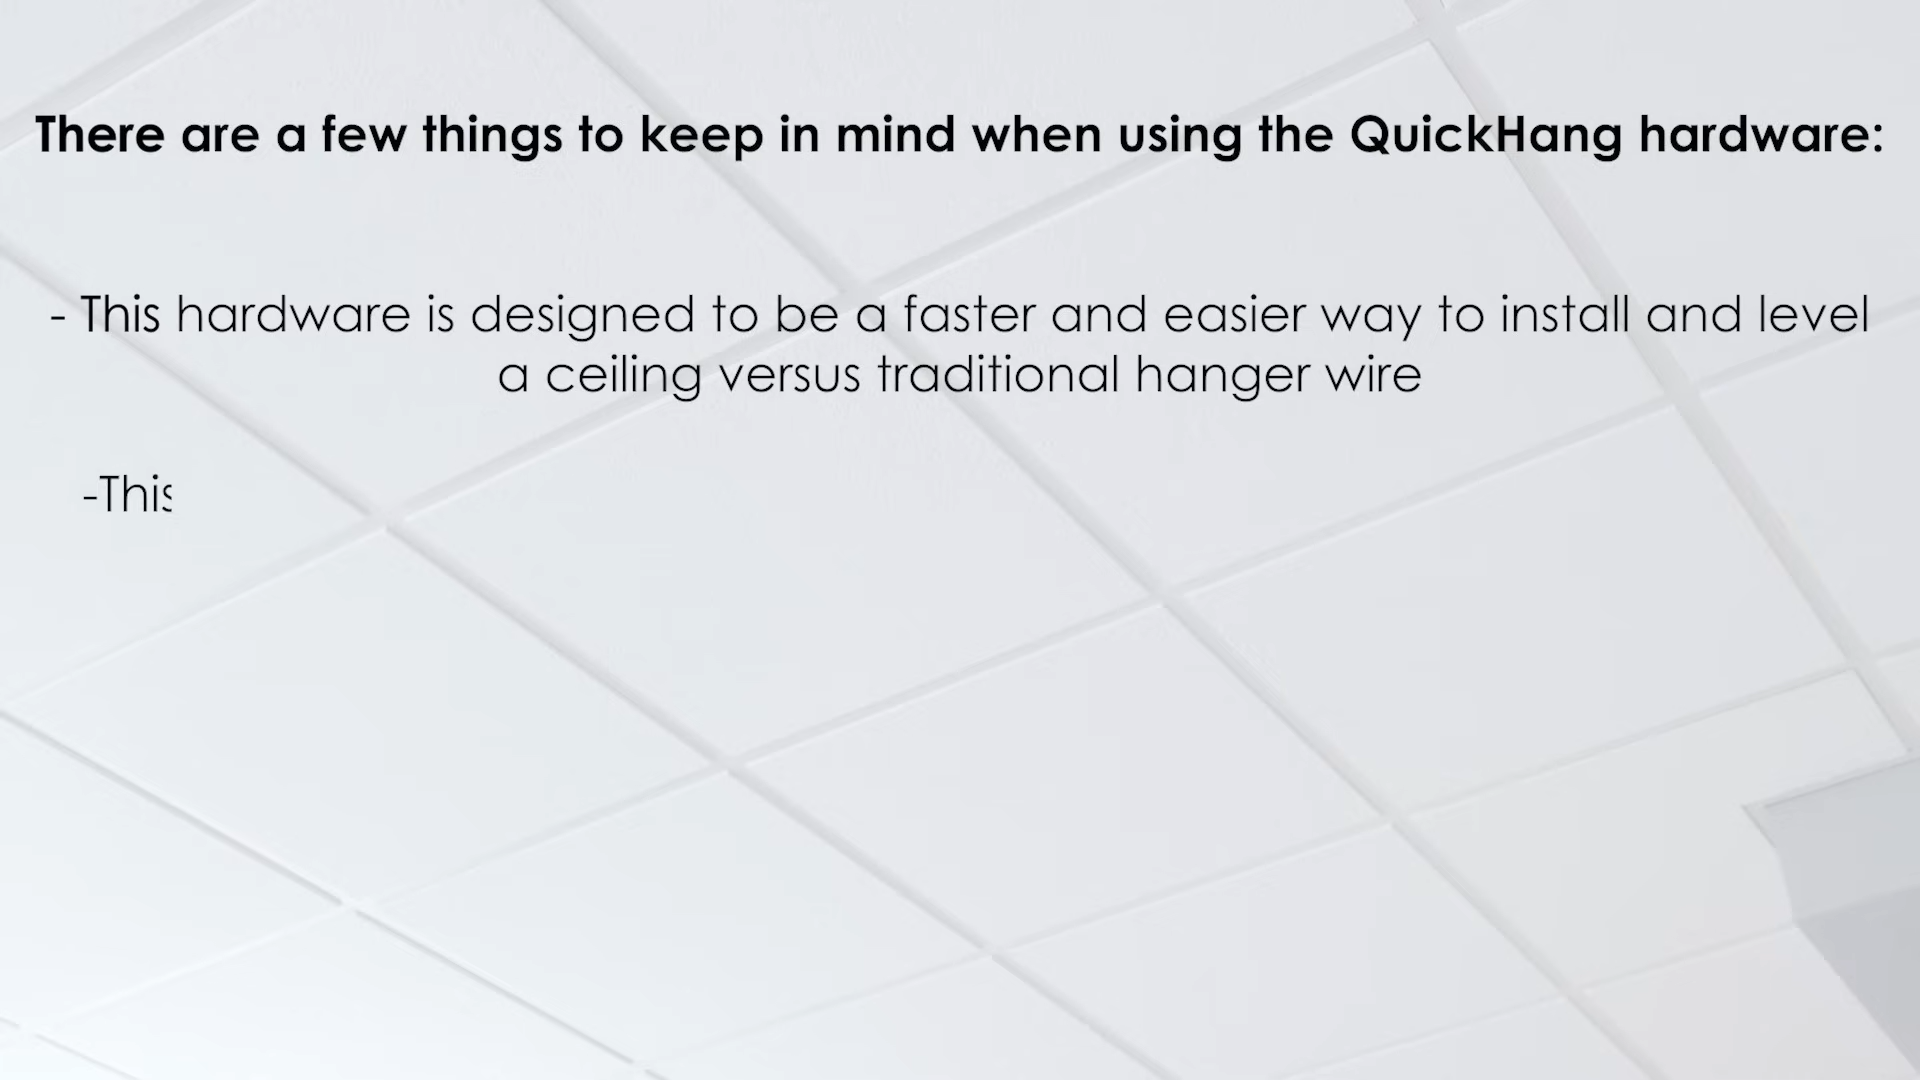 There are a few things to keep in mind when using the QuickHang hardware:
- This hardware is designed to be a faster and easier way to install and level
a ceiling versus traditional hanger wire
-This